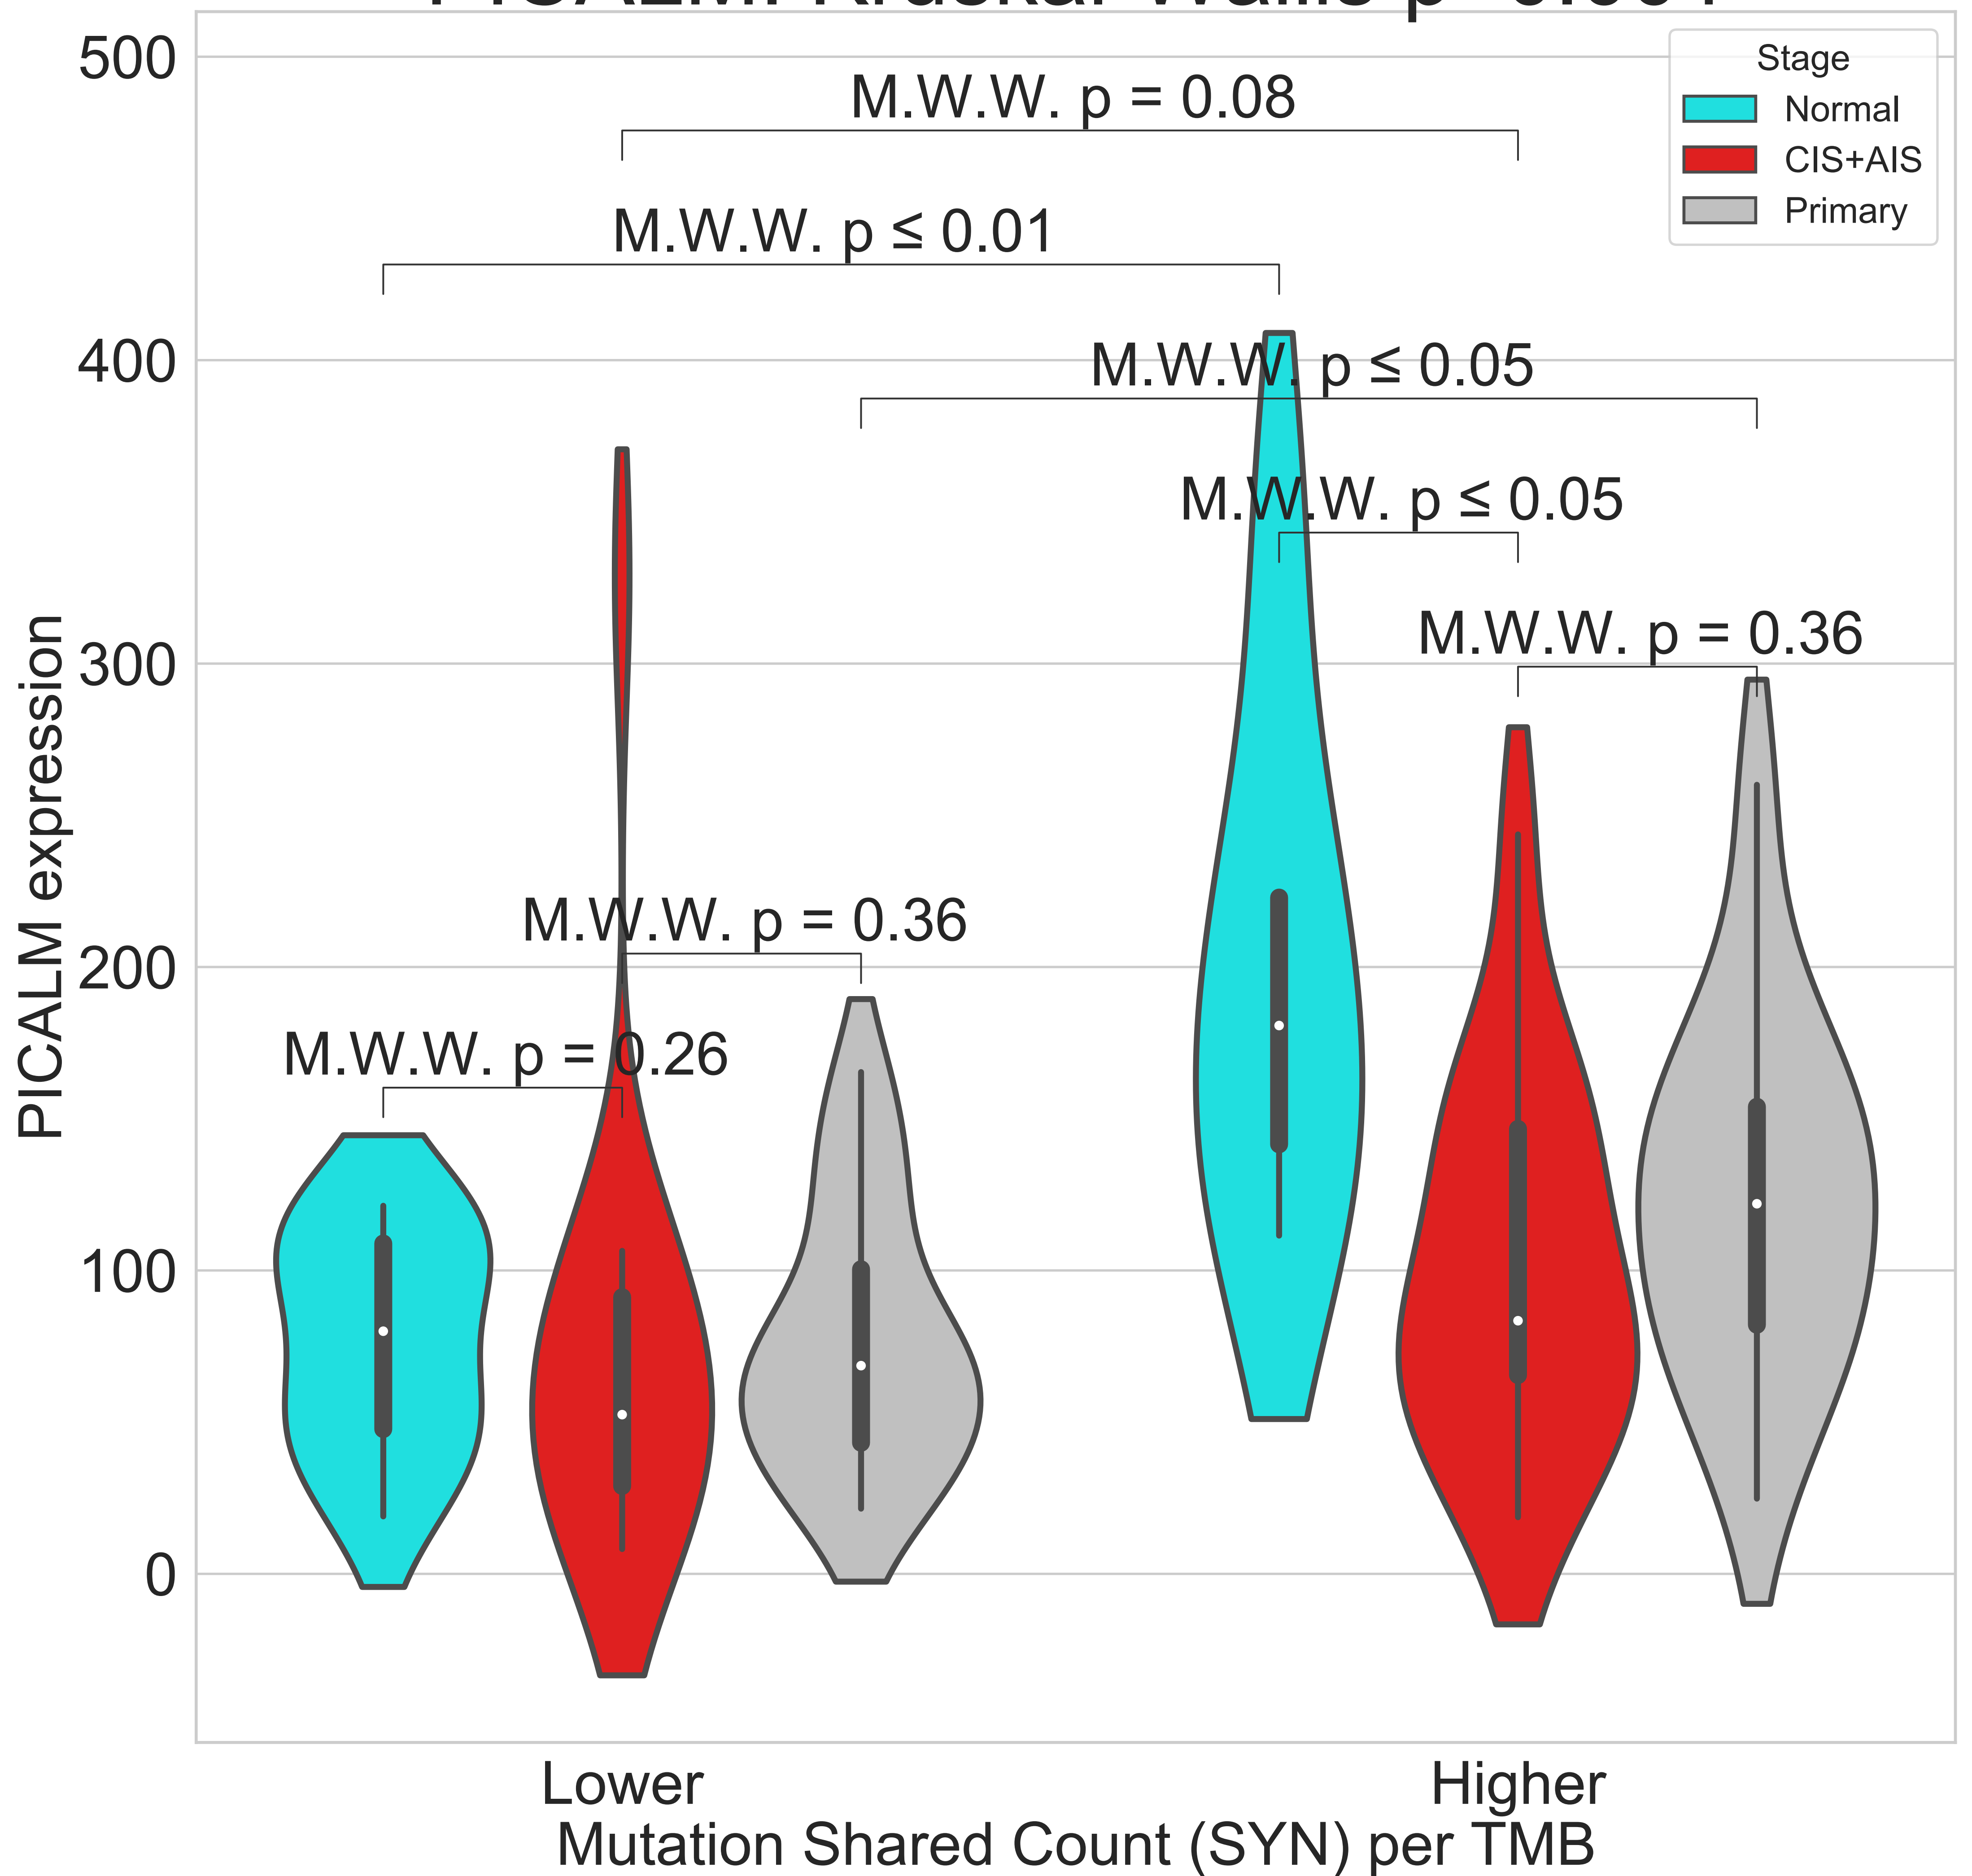 500
400
300
200
100
0
PICALM expression
Stage
Normal
CIS+AIS
Primary
M.W.W. p = 0.08
M.W.W. p ≤ 0.01
M.W.W. p ≤ 0.05
M.W.W. p ≤ 0.05
M.W.W. p = 0.36
M.W.W. p = 0.36
M.W.W. p = 0.26
Lower
Higher
Mutation Shared Count (SYN) per TMB